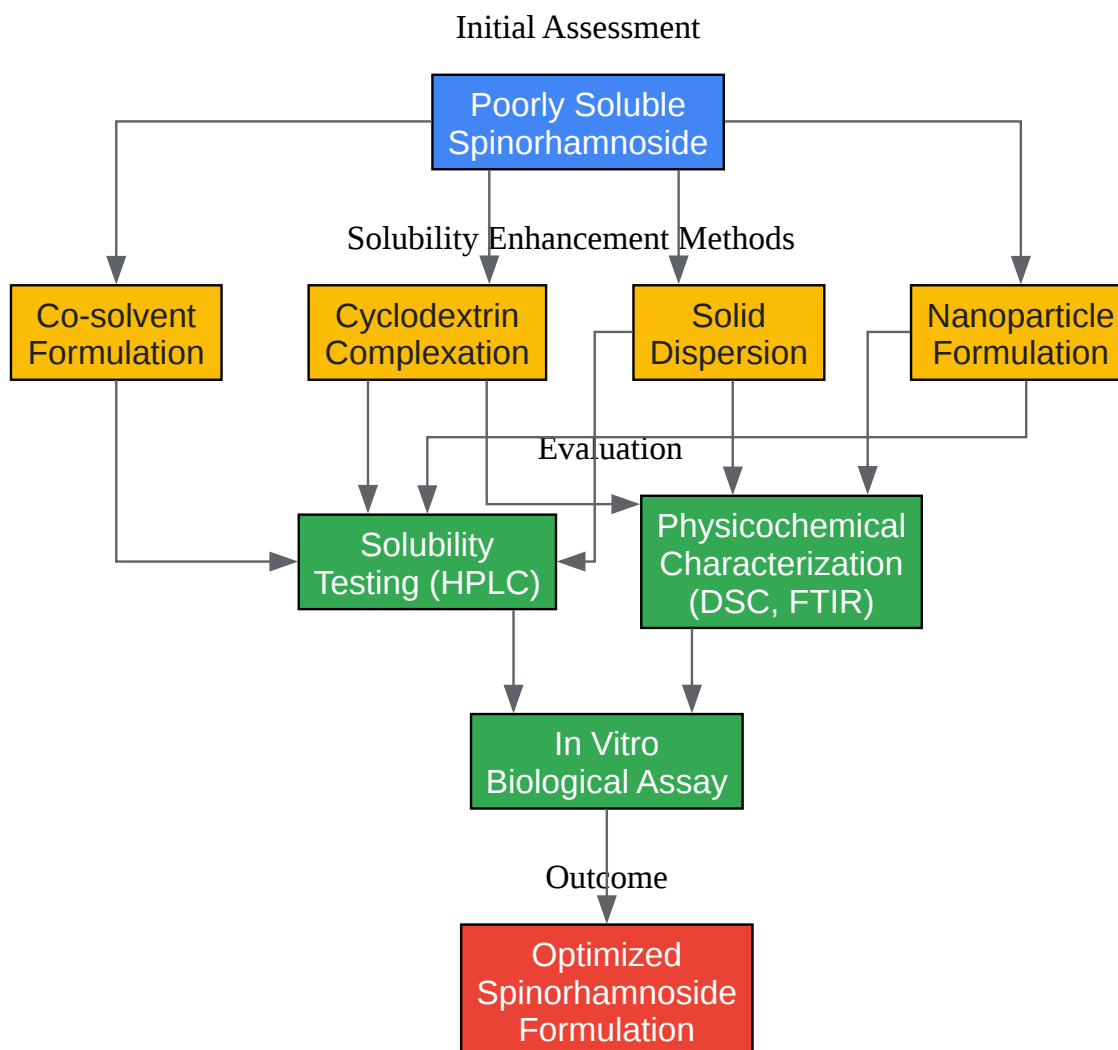 Initial Assessment
Poorly Soluble
Spinorhamnoside
Solubility Enhancement Methods
Co-solvent
Formulation
Cyclodextrin
Complexation
Solid
Dispersion
Nanoparticle
Formulation
Evaluation
Solubility
Testing (HPLC)
Physicochemical
Characterization
(DSC, FTIR)
In Vitro
Biological Assay
Outcome
Optimized
Spinorhamnoside
Formulation